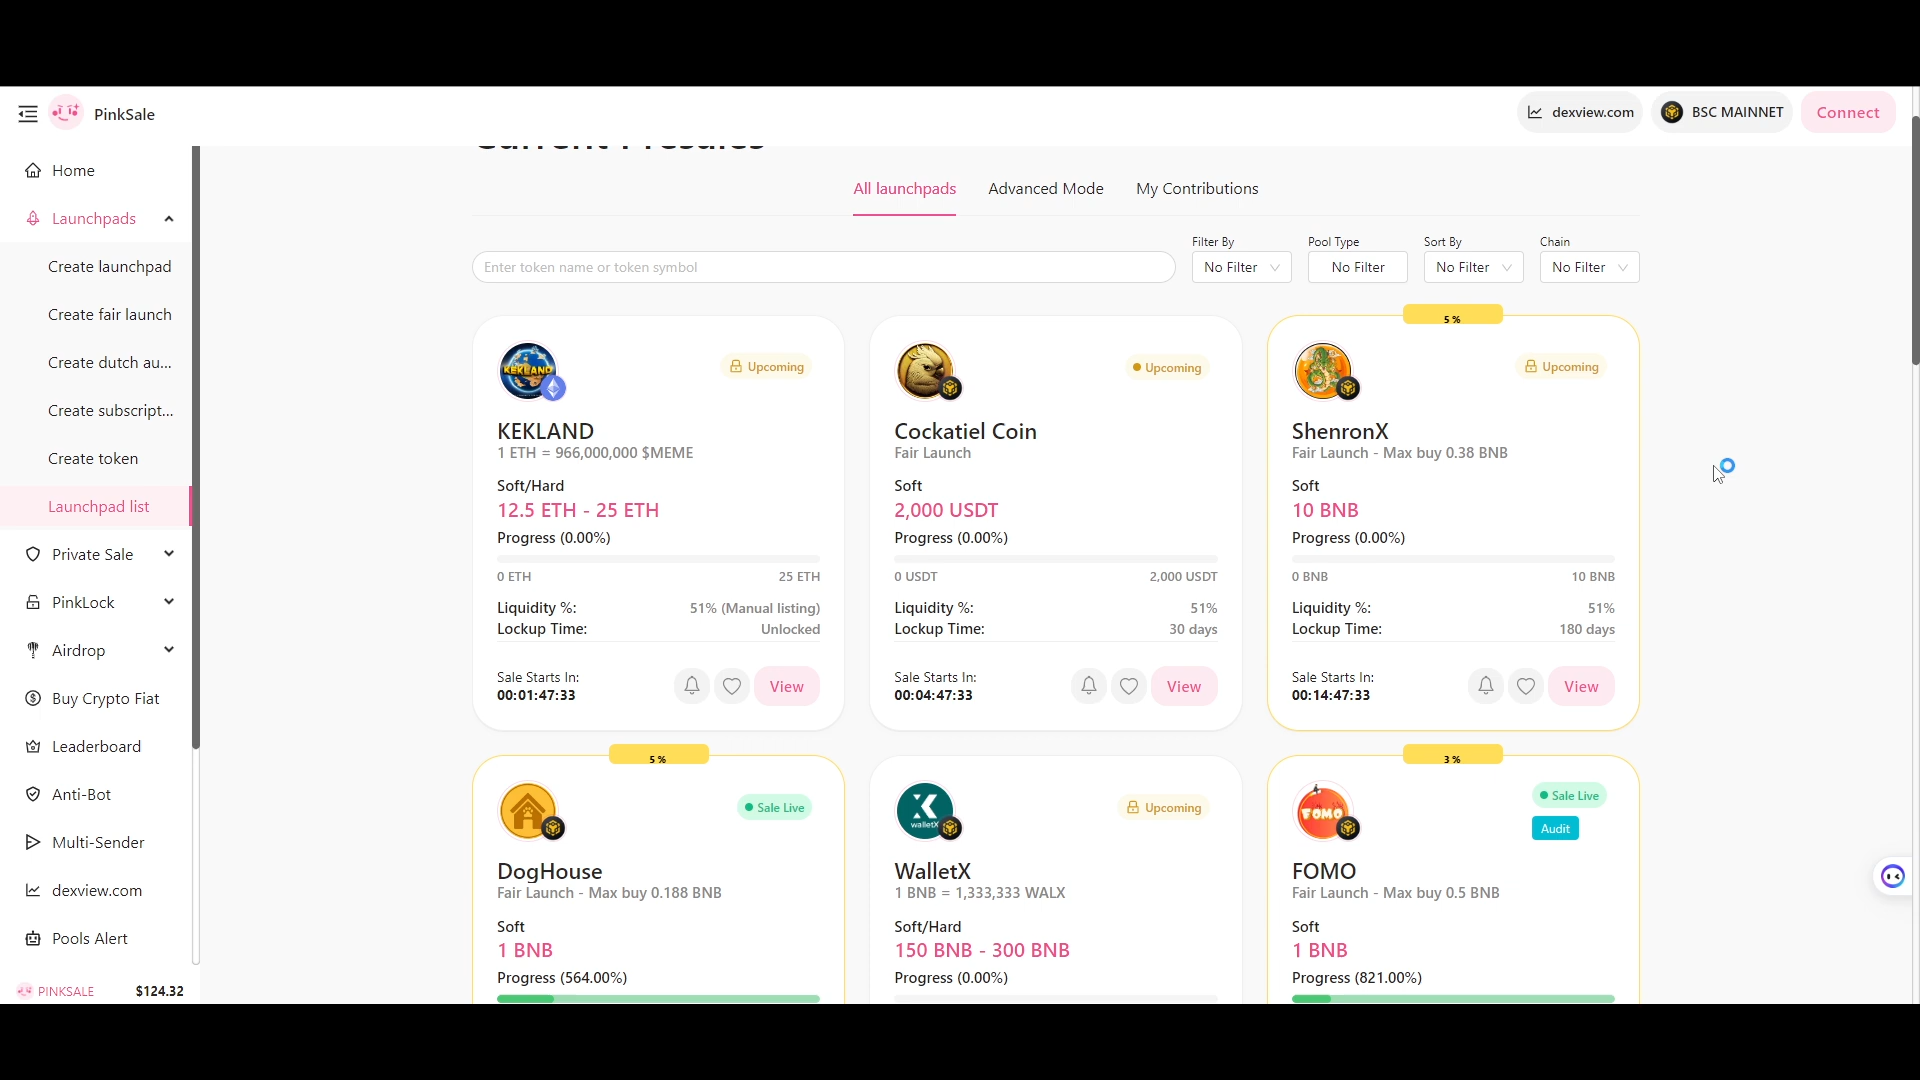 PinkSale
dexview.com
BSC MAINNET
Connect
Home
Launchpads
Create launchpad
Create fair launch
Create dutch au...
Create subscript...
Create token
Launchpad list
Private Sale
PinkLock
Airdrop
Buy Crypto Fiat
Leaderboard
Anti-Bot
Multi-Sender
dexview.com
Pools Alert
PINKSALE $124.32
Current Presales
All launchpads
Advanced Mode
My Contributions
Enter token name or token symbol
Filter By
No Filter
Pool Type
No Filter
Sort By
No Filter
Chain
No Filter
KEKLAND
Upcoming
KEKLAND
1 ETH = 966,000,000 $MEME
Soft/Hard
12.5 ETH - 25 ETH
Progress (0.00%)
0 ETH 25 ETH
Liquidity %: 51% (Manual listing)
Lockup Time: Unlocked
Sale Starts In:
00:01:47:33
View
Upcoming
Cockatiel Coin
Fair Launch
Soft
2,000 USDT
Progress (0.00%)
0 USDT 2,000 USDT
Liquidity %: 51%
Lockup Time: 30 days
Sale Starts In:
00:04:47:33
View
5 %
Upcoming
ShenronX
Fair Launch - Max buy 0.38 BNB
Soft
10 BNB
Progress (0.00%)
0 BNB 10 BNB
Liquidity %: 51%
Lockup Time: 180 days
Sale Starts In:
00:14:47:33
View
5 %
Sale Live
DogHouse
Fair Launch - Max buy 0.188 BNB
Soft
1 BNB
Progress (564.00%)
walletX
Upcoming
WalletX
1 BNB = 1,333,333 WALX
Soft/Hard
150 BNB - 300 BNB
Progress (0.00%)
3 %
FOMO
Sale Live
Audit
FOMO
Fair Launch - Max buy 0.5 BNB
Soft
1 BNB
Progress (821.00%)